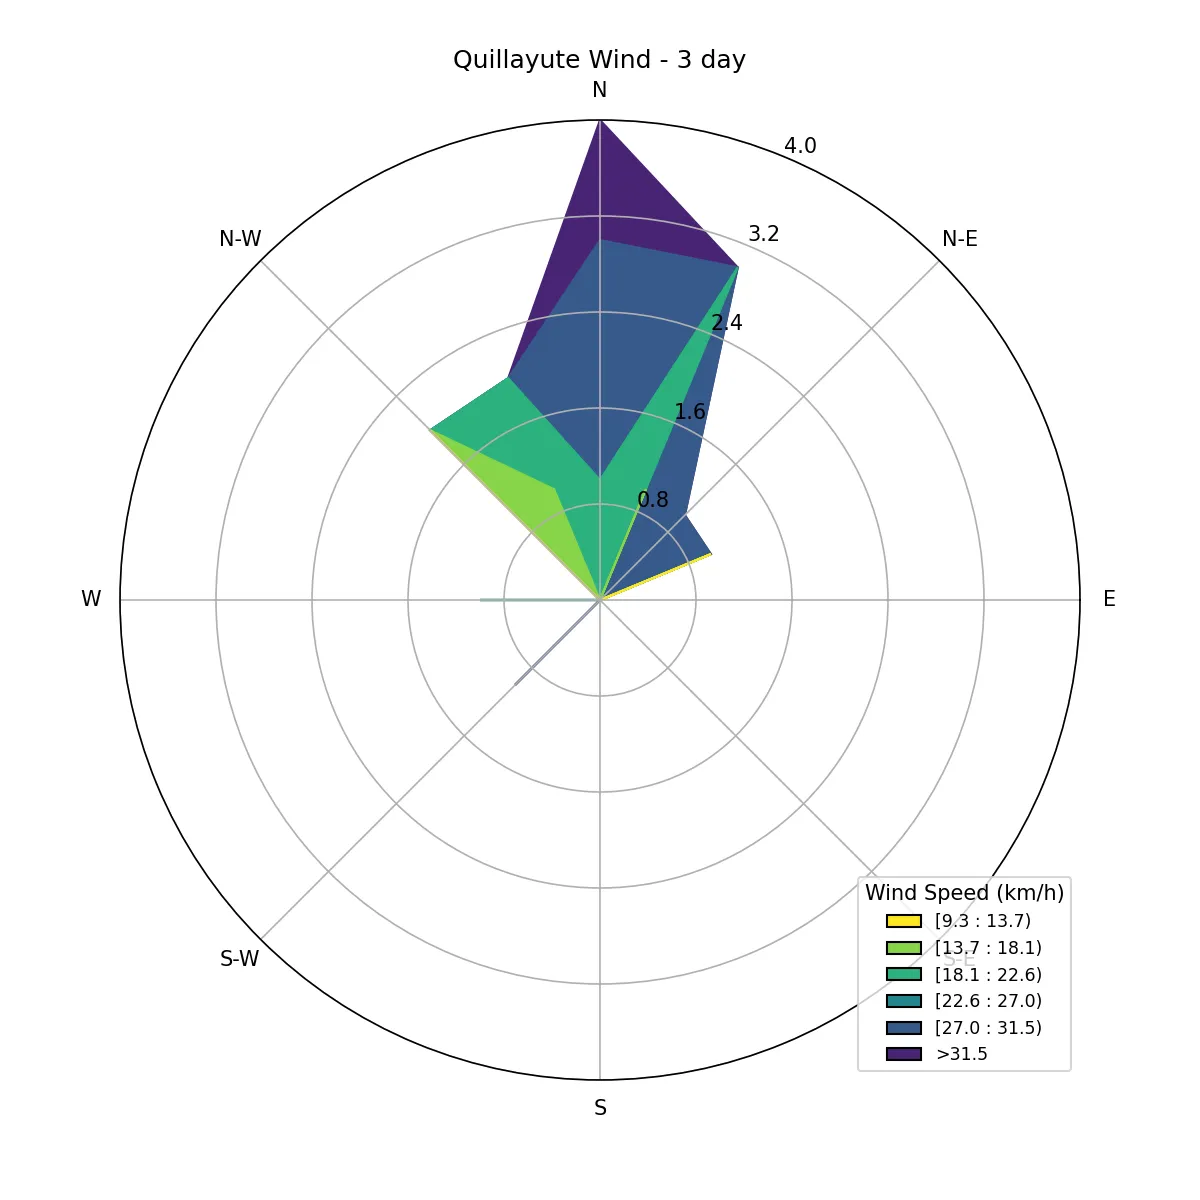 Quillayute Wind - 3 day
N
4.0
N-W
3.2
N-E
2.4
1.6
0.8
W
E
S-W
S-E
S
Wind Speed (km/h)
[9.3 : 13.7)
[13.7 : 18.1)
[18.1 : 22.6)
[22.6 : 27.0)
[27.0 : 31.5)
>31.5